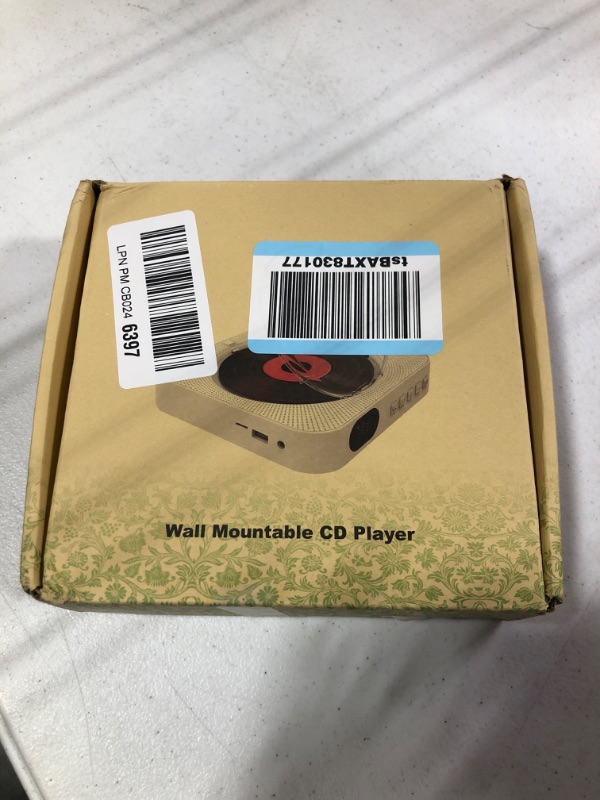 LPN PM CB024 6397
tsBAXT830177
Wall Mountable CD Player